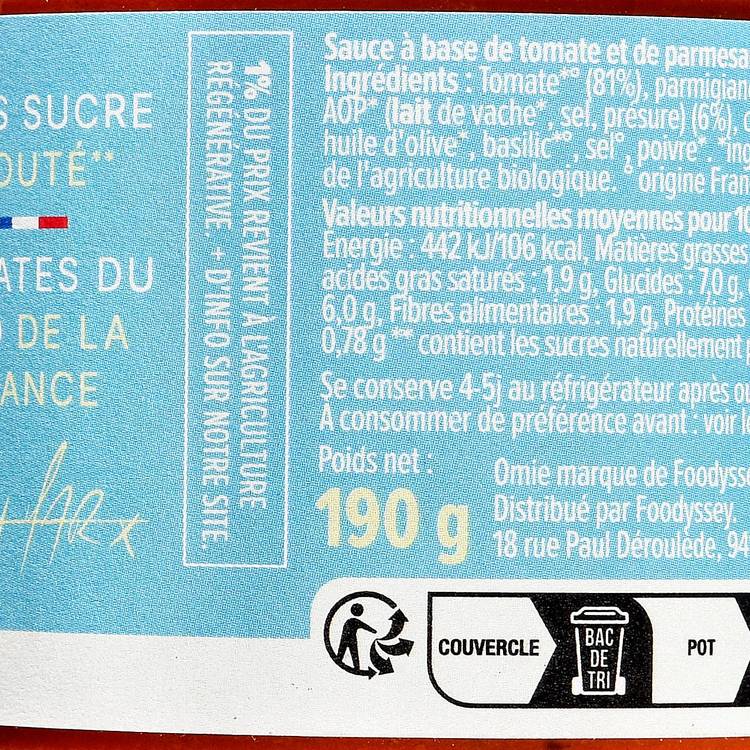 S SUCRE
OUTÉ**
ATES DU
DE LA
ANCE
1% DU PRIX REVIENT À L'AGRICULTURE
RÉGÉNÉRATIVE. + D'INFO SUR NOTRE SITE.
Sauce à base de tomate et de parmesa
Ingrédients : Tomate*° (81%), parmigian
AOP* (lait de vache*, sel, présure) (6%),
huile d'olive*, basilic*°, sel°, poivre*. *ing
de l'agriculture biologique. °origine Fran
Valeurs nutritionnelles moyennes pour 10
Energie : 442 kJ/106 kcal, Matières grasses
acides gras saturés : 1,9 g, Glucides : 7,0 g,
6,0 g, Fibres alimentaires : 1,9 g, Protéines
0,78 g ** contient les sucres naturellement
Se conserve 4-5j au réfrigérateur après ou
À consommer de préférence avant : voir le
Poids net :
190 g
Omie marque de Foodysse
Distribué par Foodyssey.
18 rue Paul Déroulède, 94
COUVERCLE
BAC
DE
TRI
POT